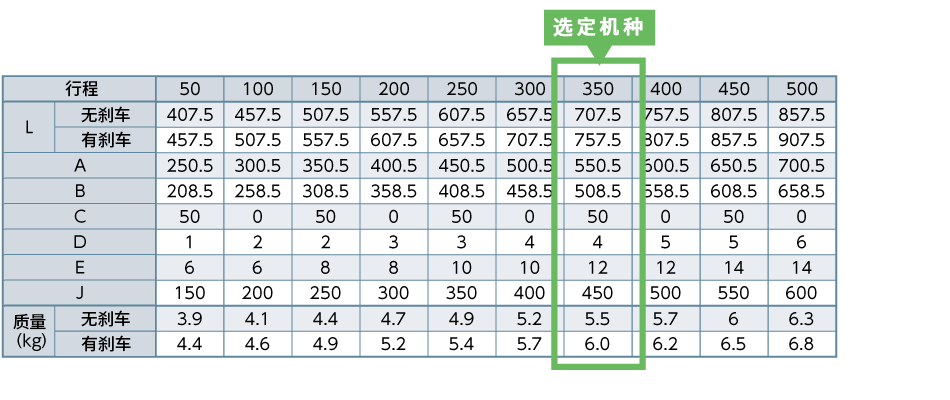 选定机种
行程 50 100 150 200 250 300 350 400 450 500
L 无刹车 407.5 457.5 507.5 557.5 607.5 657.5 707.5 757.5 807.5 857.5
有刹车 457.5 507.5 557.5 607.5 657.5 707.5 757.5 807.5 857.5 907.5
A 250.5 300.5 350.5 400.5 450.5 500.5 550.5 600.5 650.5 700.5
B 208.5 258.5 308.5 358.5 408.5 458.5 508.5 558.5 608.5 658.5
C 50 0 50 0 50 0 50 0 50 0
D 1 2 2 3 3 4 4 5 5 6
E 6 6 8 8 10 10 12 12 14 14
J 150 200 250 300 350 400 450 500 550 600
质量(kg) 无刹车 3.9 4.1 4.4 4.7 4.9 5.2 5.5 5.7 6 6.3
有刹车 4.4 4.6 4.9 5.2 5.4 5.7 6.0 6.2 6.5 6.8